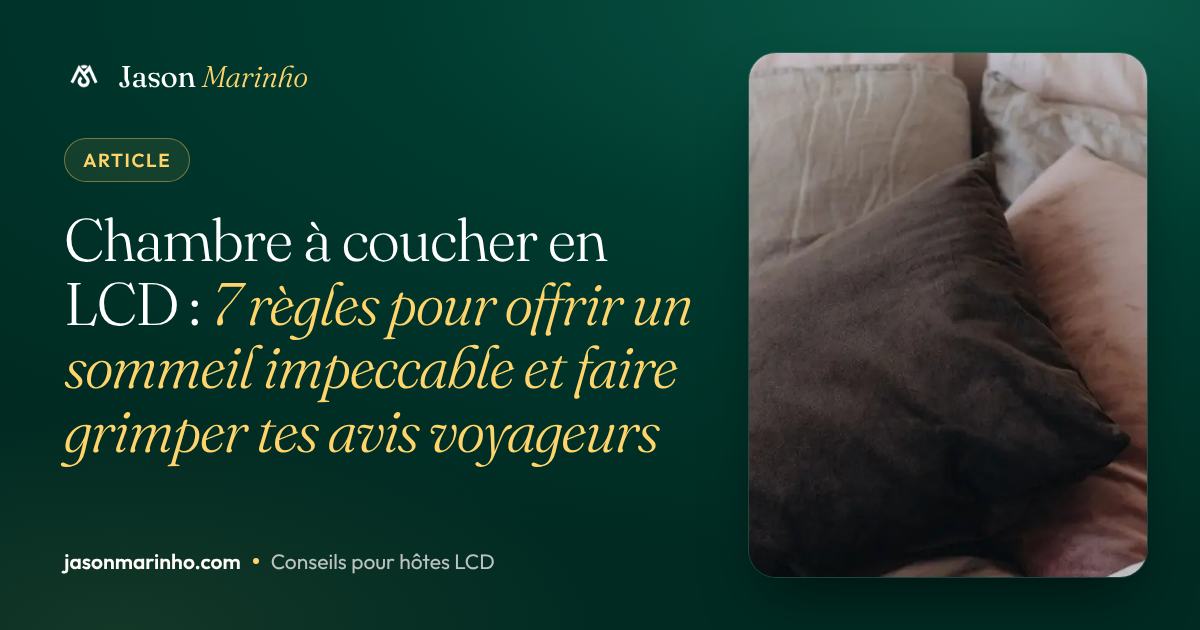 Jason Marinho
ARTICLE
Chambre à coucher en
LCD : 7 règles pour offrir un
sommeil impeccable et faire
grimper tes avis voyageurs
jasonmarinho.com • Conseils pour hôtes LCD